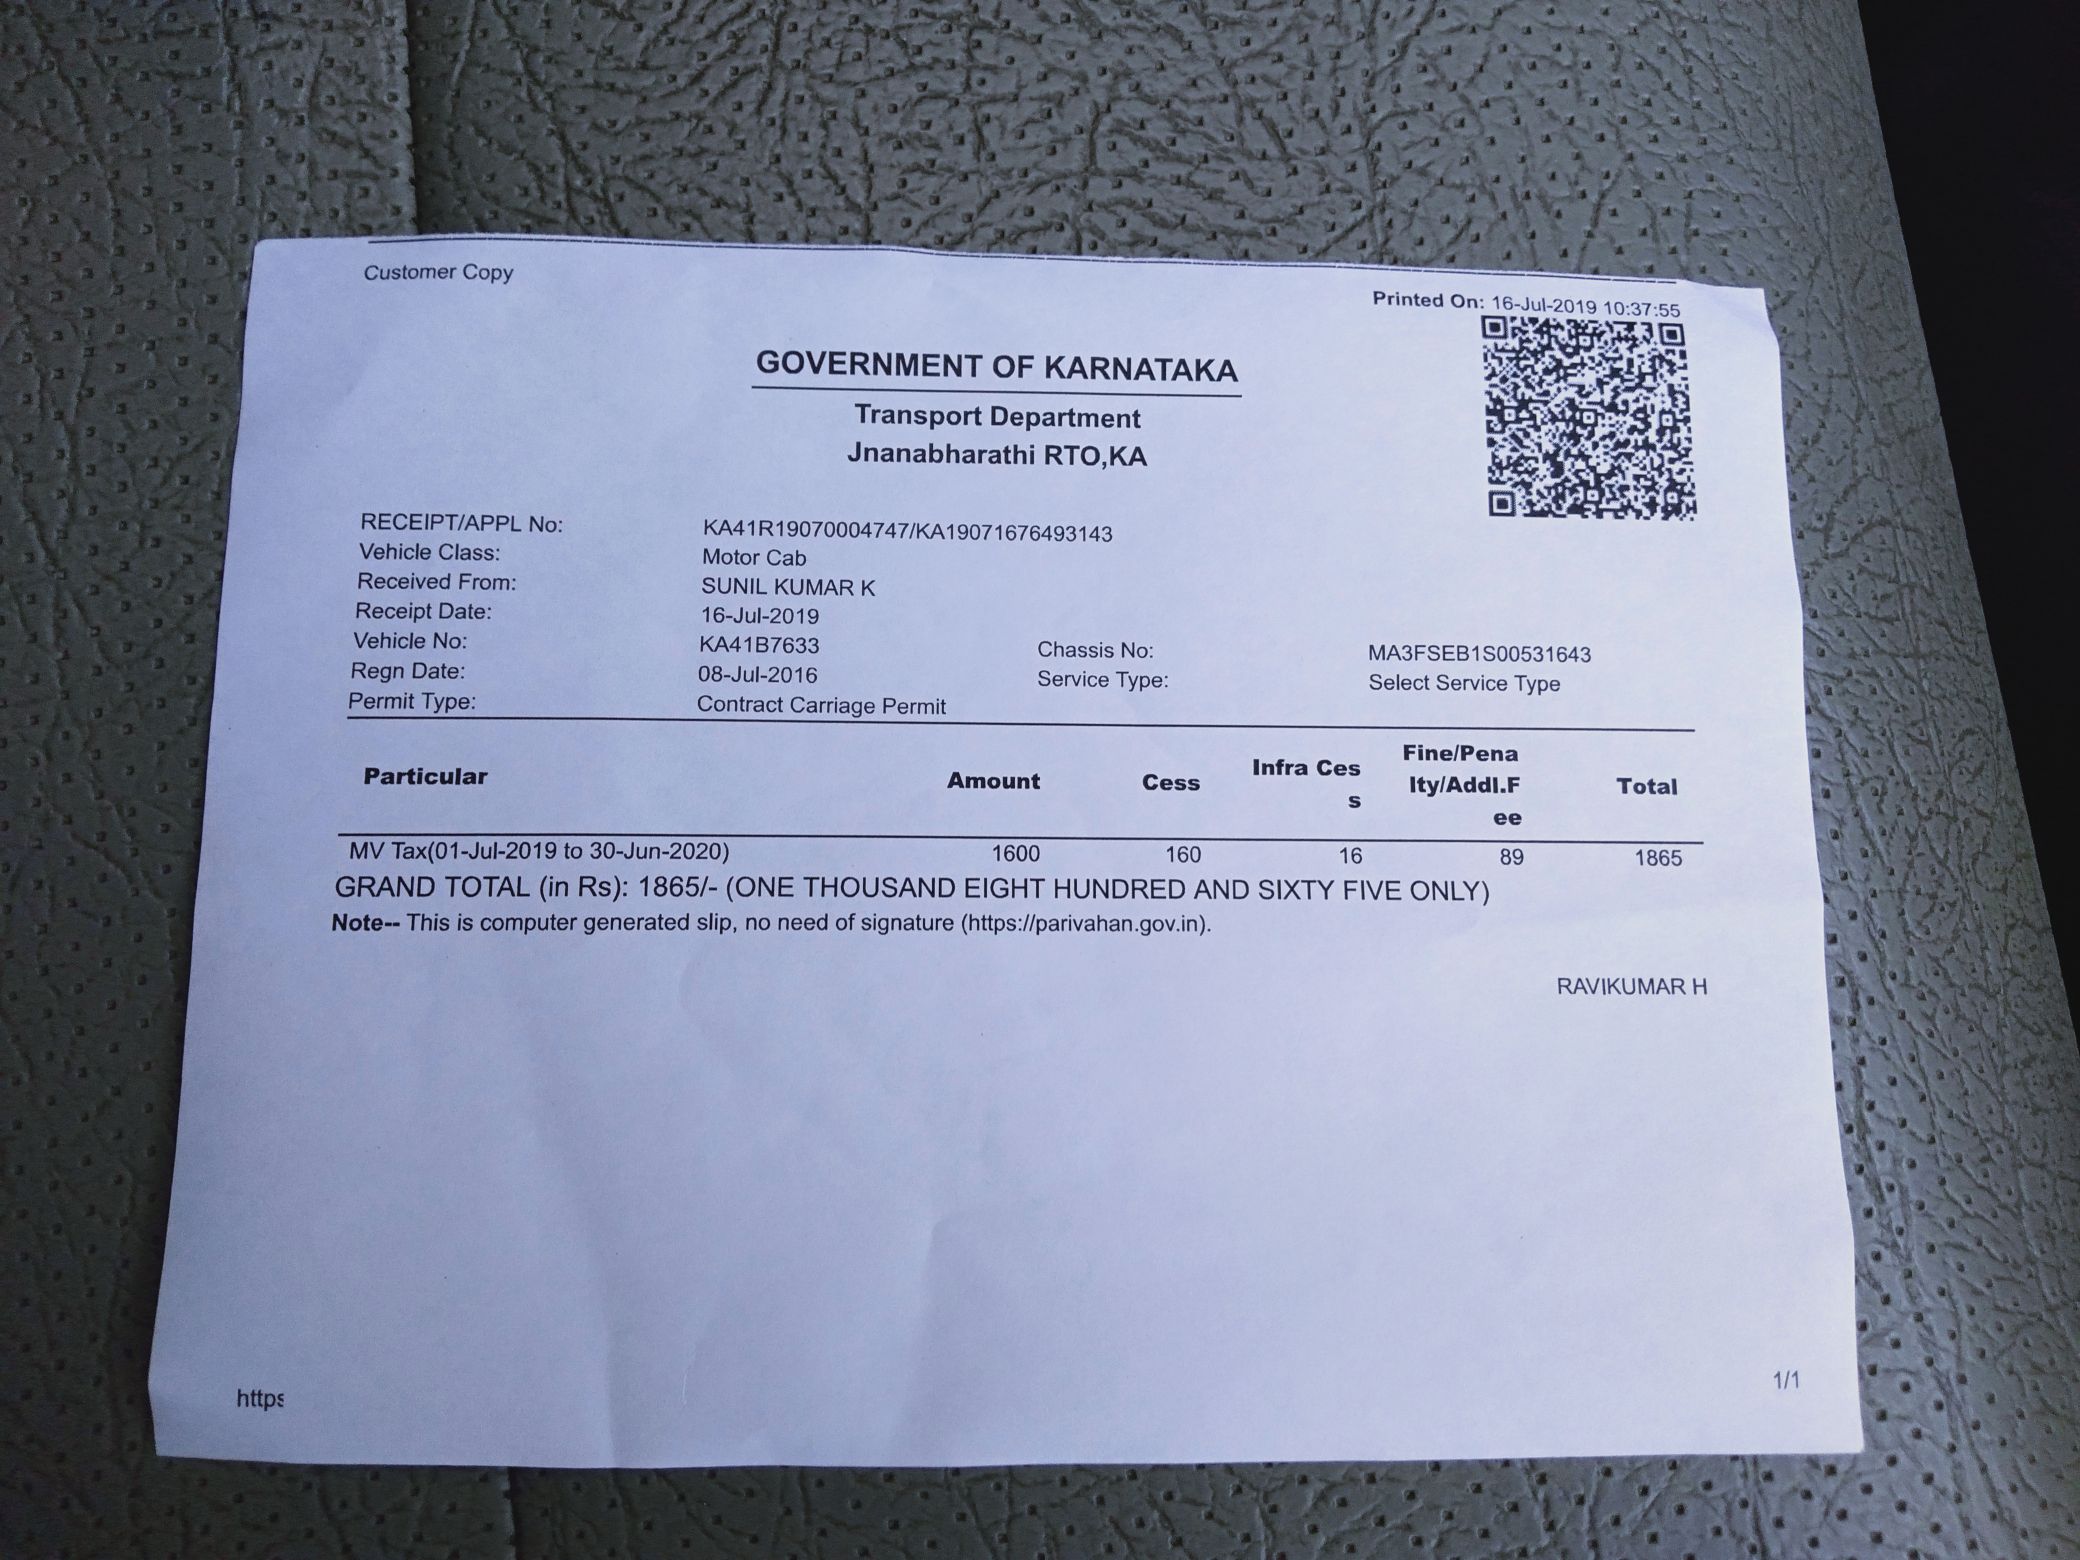 Customer Copy
Printed On: 16-Jul-2019 10:37:55
GOVERNMENT OF KARNATAKA
Transport Department
Jnanabharathi RTO,KA
RECEIPT/APPL No: KA41R19070004747/KA19071676493143
Vehicle Class: Motor Cab
Received From: SUNIL KUMAR K
Receipt Date: 16-Jul-2019
Vehicle No: KA41B7633 Chassis No: MA3FSEB1S00531643
Regn Date: 08-Jul-2016 Service Type: Select Service Type
Permit Type: Contract Carriage Permit
Particular Amount Cess Infra Ces
s Fine/Pena
lty/Addl.F
ee Total
MV Tax(01-Jul-2019 to 30-Jun-2020) 1600 160 16 89 1865
GRAND TOTAL (in Rs): 1865/- (ONE THOUSAND EIGHT HUNDRED AND SIXTY FIVE ONLY)
Note-- This is computer generated slip, no need of signature (https://parivahan.gov.in).
RAVIKUMAR H
https
1/1